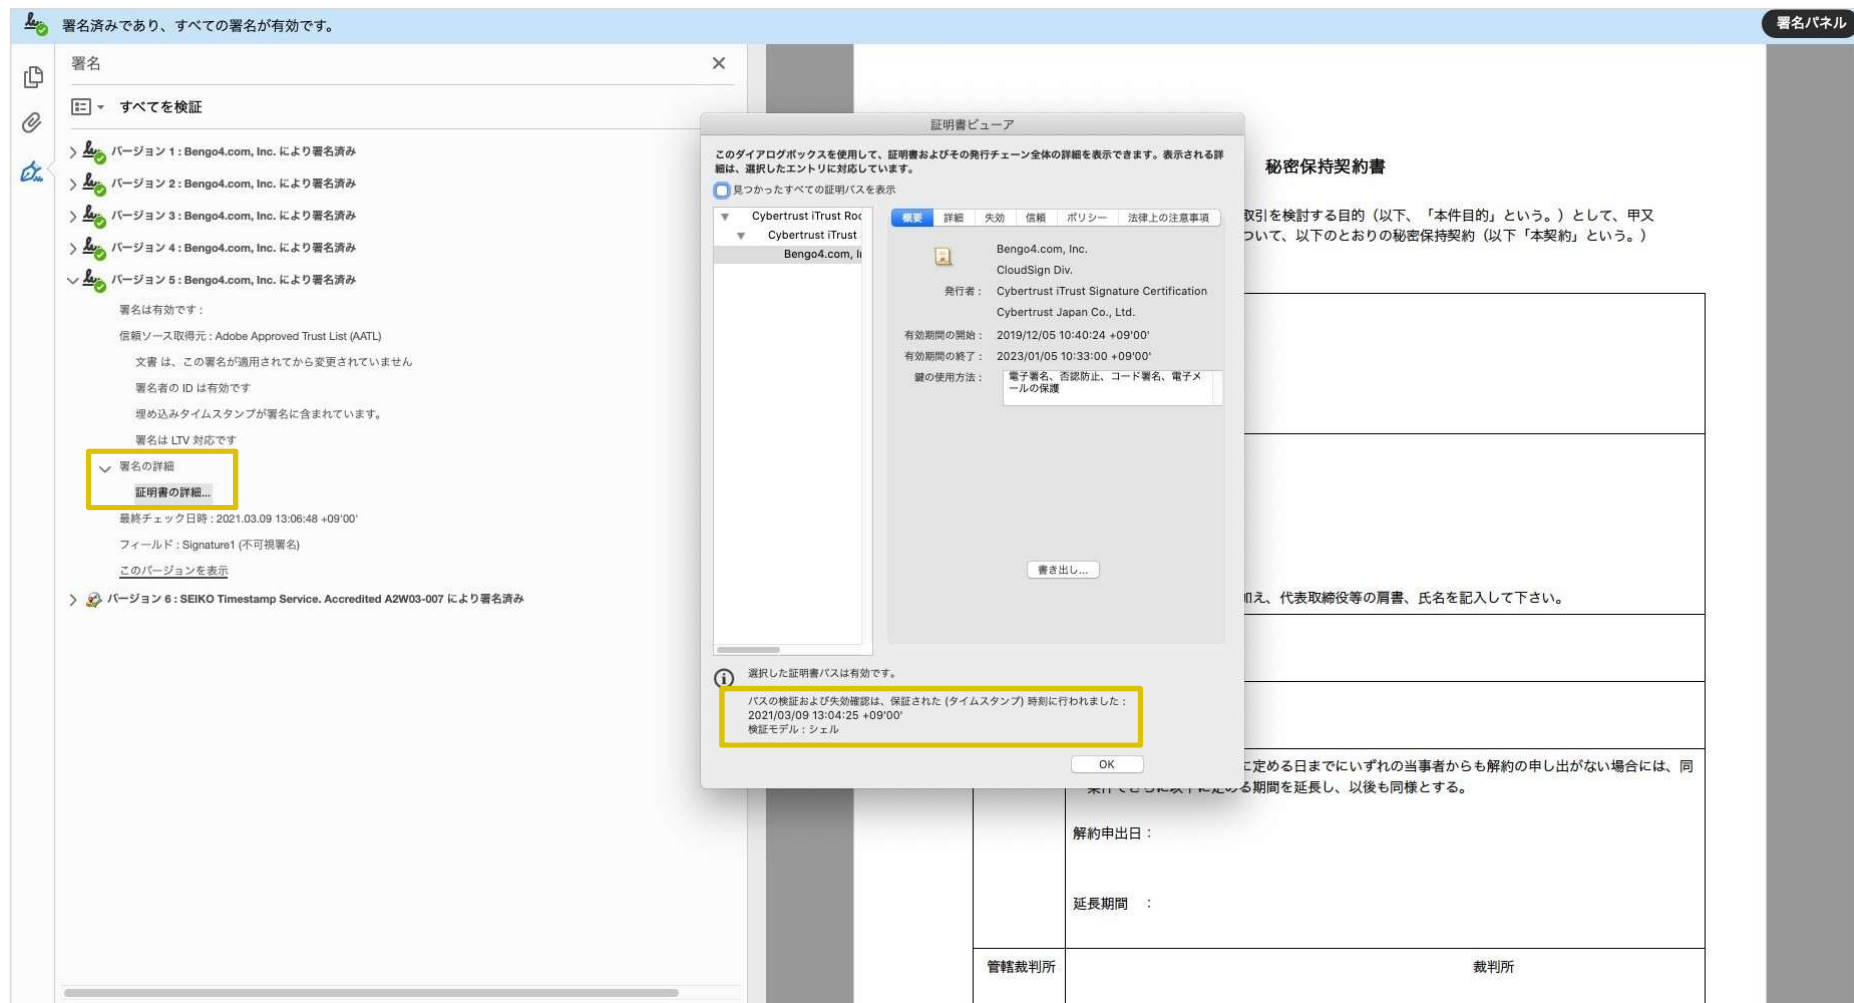 署名済みであり、すべての署名が有効です。
署名パネル
署名
すべてを検証
バージョン 1 : Bengo4.com, Inc. により署名済み
バージョン 2 : Bengo4.com, Inc. により署名済み
バージョン 3 : Bengo4.com, Inc. により署名済み
バージョン 4 : Bengo4.com, Inc. により署名済み
バージョン 5 : Bengo4.com, Inc. により署名済み
署名は有効です :
信頼ソース取得元 : Adobe Approved Trust List (AATL)
文書 は、この署名が適用されてから変更されていません
署名者の ID は有効です
埋め込みタイムスタンプが署名に含まれています。
署名は LTV 対応です
署名の詳細
証明書の詳細...
最終チェック日時 : 2021.03.09 13:06:48 +09'00'
フィールド : Signature1 (不可視署名)
このバージョンを表示
バージョン 6 : SEIKO Timestamp Service. Accredited A2W03-007 により署名済み
証明書ビューア
このダイアログボックスを使用して、証明書およびその発行チェーン全体の詳細を表示できます。表示される詳
細は、選択したエントリに対応しています。
見つかったすべての証明パスを表示
Cybertrust iTrust Roo
Cybertrust iTrust
Bengo4.com, I
概要 詳細 失効 信頼 ポリシー 法律上の注意事項
Bengo4.com, Inc.
CloudSign Div.
発行者 : Cybertrust iTrust Signature Certification
Cybertrust Japan Co., Ltd.
有効期間の開始 : 2019/12/05 10:40:24 +09'00'
有効期間の終了 : 2023/01/05 10:33:00 +09'00'
鍵の使用方法 : 電子署名、否認防止、コード署名、電子メ
ールの保護
書き出し...
選択した証明書パスは有効です。
パスの検証および失効確認は、保証された (タイムスタンプ) 時刻に行われました :
2021/03/09 13:04:25 +09'00'
検証モデル : シェル
OK
秘密保持契約書
取引を検討する目的（以下、「本件目的」という。）として、甲又
ついて、以下のとおりの秘密保持契約（以下「本契約」という。）
加え、代表取締役等の肩書、氏名を記入して下さい。
に定める日までにいずれの当事者からも解約の申し出がない場合には、同
る期間を延長し、以後も同様とする。
解約申出日：
延長期間 ：
管轄裁判所 裁判所